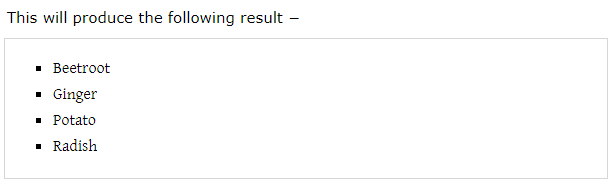 This will produce the following result −
▪ Beetroot
▪ Ginger
▪ Potato
▪ Radish